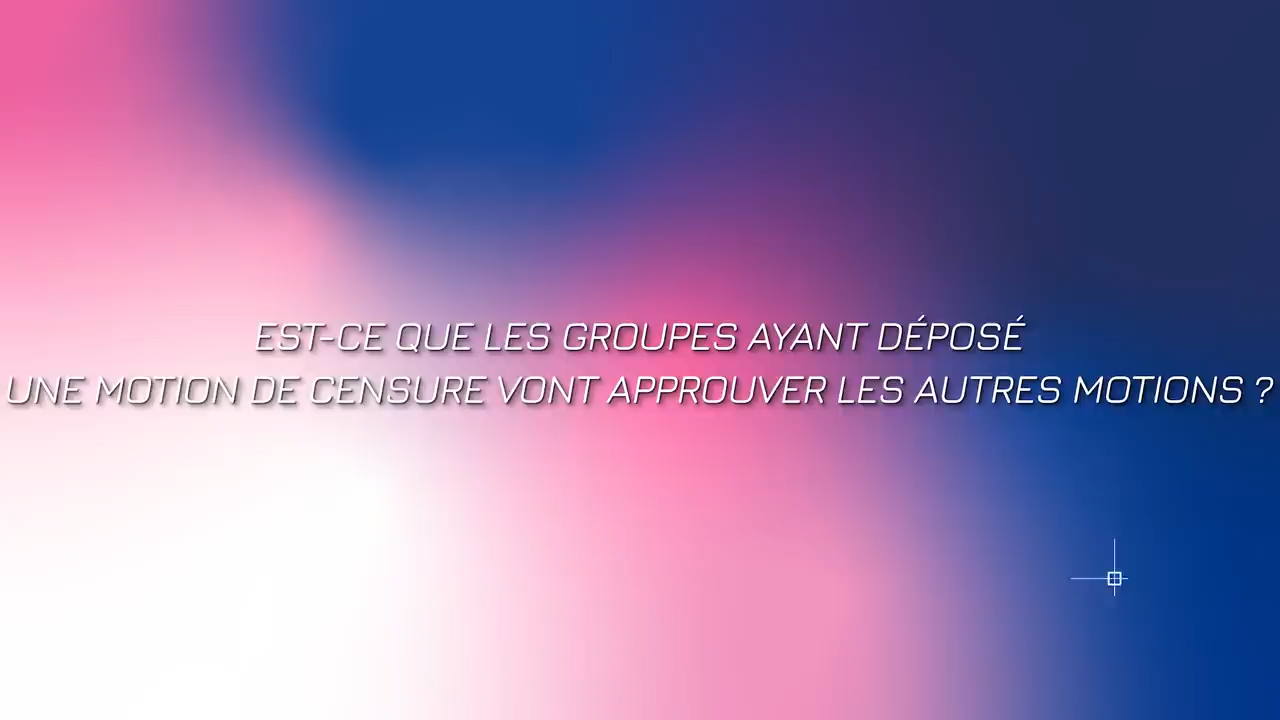 EST-CE QUE LES GROUPES AYANT DÉPOSÉ
UNE MOTION DE CENSURE VONT APPROUVER LES AUTRES MOTIONS ?